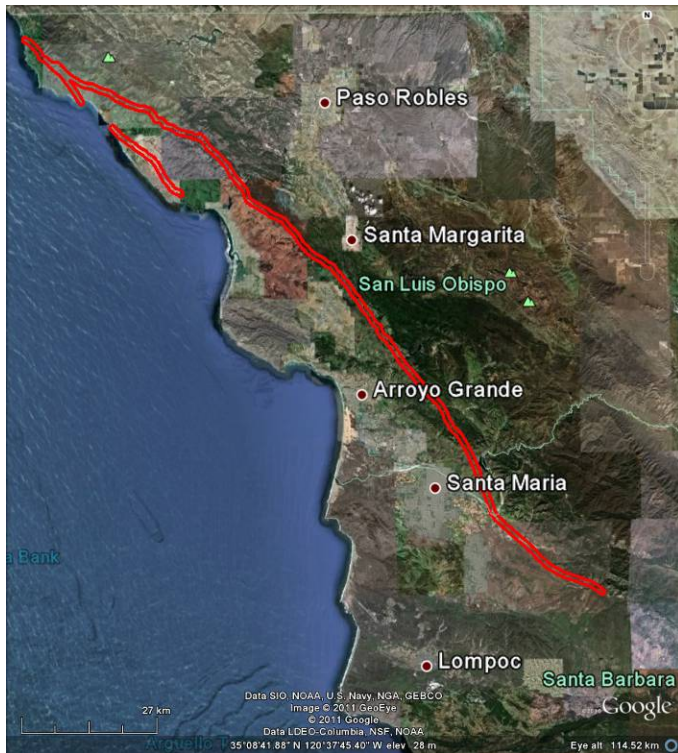 N
Paso Robles
Santa Margarita
San Luis Obispo
Arroyo Grande
Santa Maria
a Bank
Lompoc
Santa Barbara
Data SIO, NOAA, U.S. Navy, NGA, GEBCO
Image © 2011 GeoEye
© 2011 Google
Data LDEO-Columbia, NSF, NOAA
27 km
Google
Arguello
35°08'41.88" N 120°37'45.40" W elev 28 m
Eye alt 114.52 km